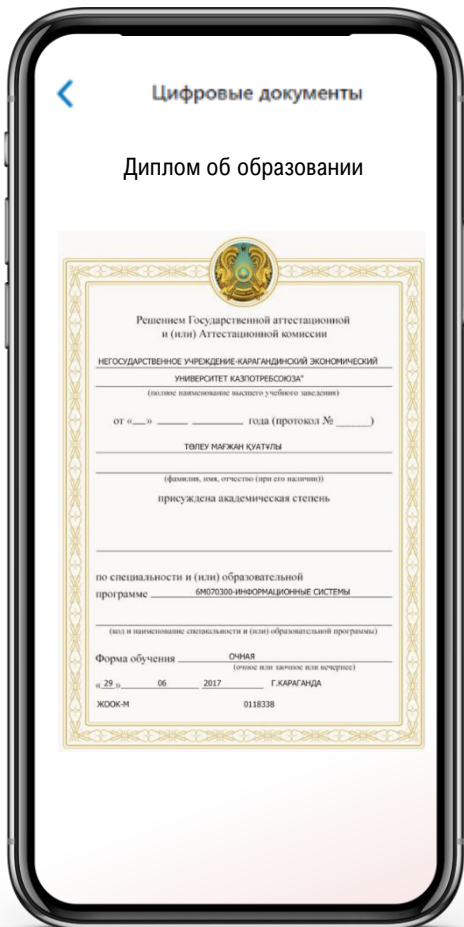 Цифровые документы
Диплом об образовании
Решением Государственной аттестационной
и (или) Аттестационной комиссии
НЕГОСУДАРСТВЕННОЕ УЧРЕЖДЕНИЕ-КАРАГАНДИНСКИЙ ЭКОНОМИЧЕСКИЙ
УНИВЕРСИТЕТ КАЗПОТРЕБСОЮЗА"
(полное наименование высшего учебного заведения)
от «__» ______ ______ года (протокол № ______)
ТӨЛЕУ МАҒЖАН ҚУАТҰЛЫ
(фамилия, имя, отчество (при его наличии))
присуждена академическая степень
по специальности и (или) образовательной
программе 6М070300-ИНФОРМАЦИОННЫЕ СИСТЕМЫ
(код и наименование специальности и (или) образовательной программы)
Форма обучения ОЧНАЯ
(очное или заочное или вечернее)
« 29 » 06 2017 Г.КАРАГАНДА
ЖООК-М 0118338